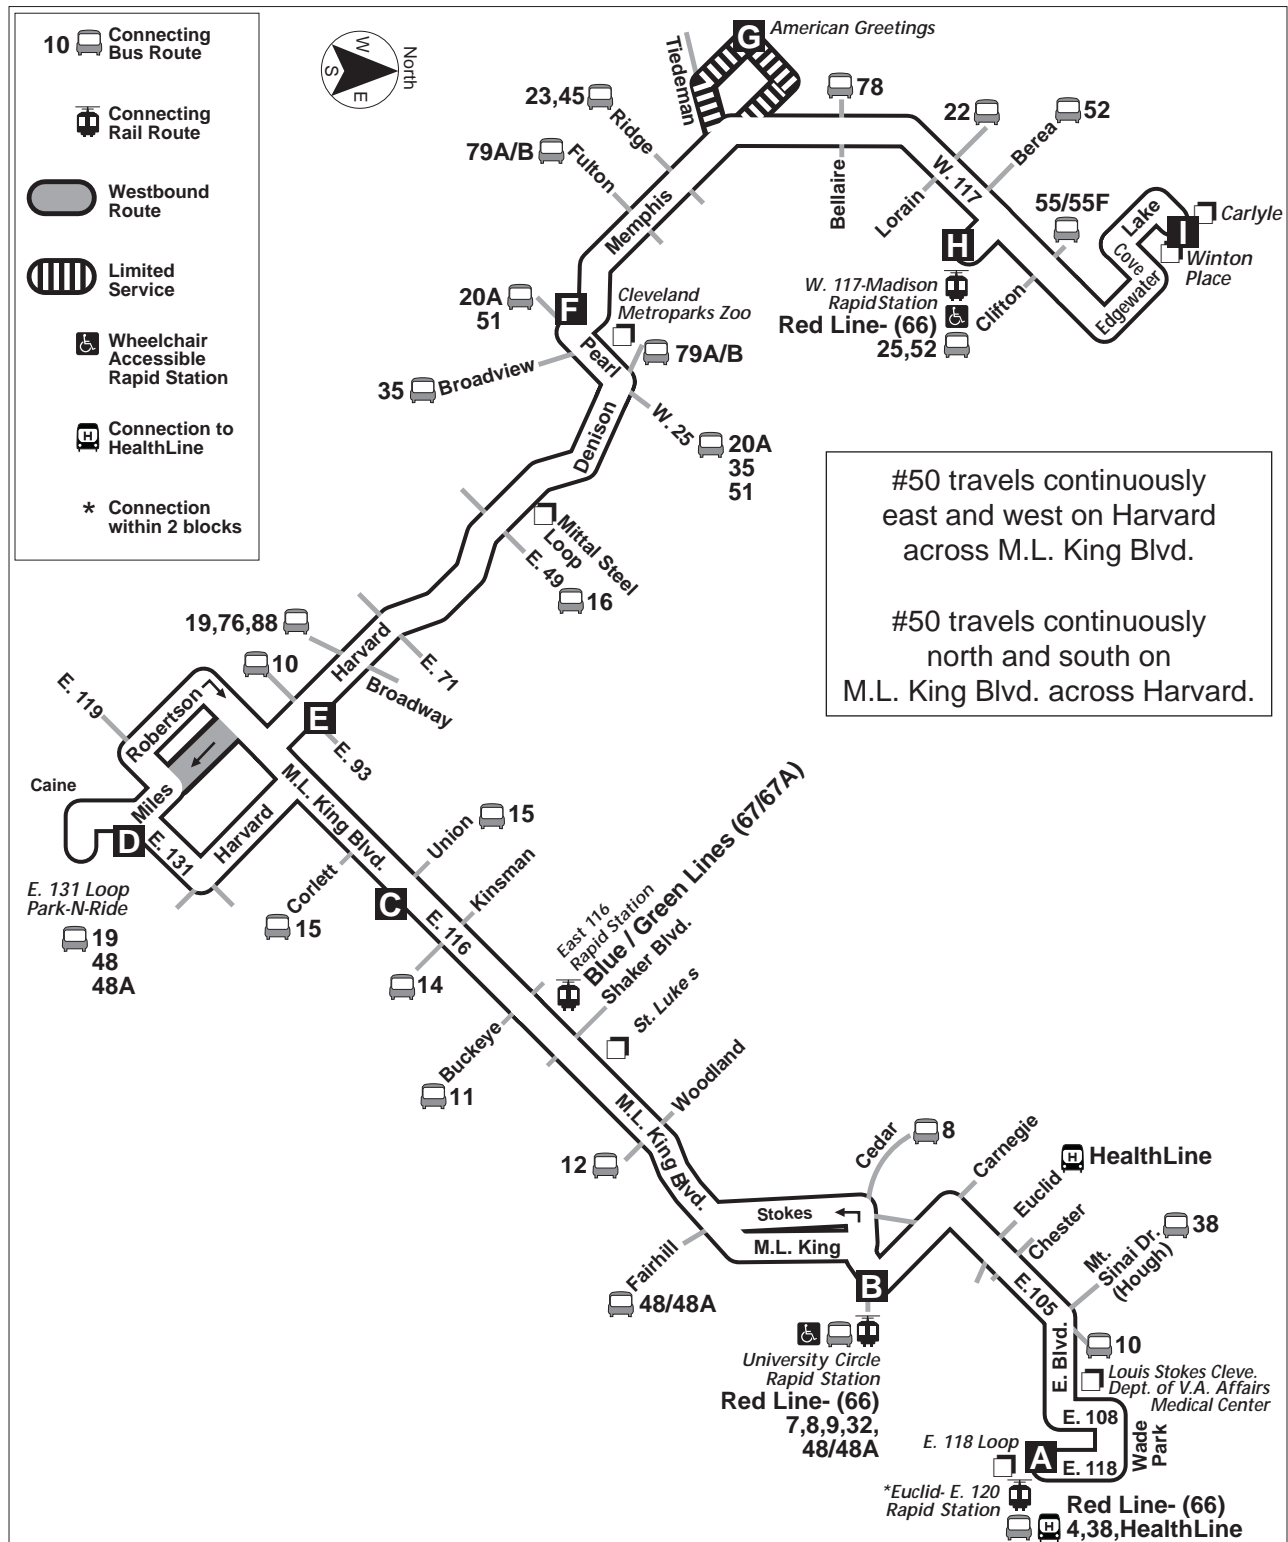 10
Connecting
Bus Route
Connecting
Rail Route
Westbound
Route
Limited
Service
Wheelchair
Accessible
Rapid Station
H
Connection to
HealthLine
*
Connection
within 2 blocks
W
S
E
North
Tiedeman
G
American Greetings
78
23,45
Ridge
79A/B
Fulton
Memphis
Bellaire
22
52
Berea
W. 117
Lorain
55/55F
Lake
Cove
Edgewater
I
Carlyle
Winton
Place
H
W. 117-Madison
Rapid Station
Red Line- (66)
25,52
Clifton
20A
51
F
Cleveland
Metroparks Zoo
Pearl
79A/B
35
Broadview
Denison
W. 25
20A
35
51
#50 travels continuously
east and west on Harvard
across M.L. King Blvd.
#50 travels continuously
north and south on
M.L. King Blvd. across Harvard.
Mittal Steel
Loop
E. 49
16
19,76,88
10
Harvard
E. 71
Broadway
E
E. 93
E. 119
Robertson
Caine
Miles
D
E. 131
Harvard
M.L. King Blvd.
E. 131 Loop
Park-N-Ride
19
48
48A
Corlett
15
Union
15
C
Kinsman
E. 116
14
East 116
Rapid Station
Blue / Green Lines (67/67A)
Shaker Blvd.
St. Luke s
Buckeye
11
Woodland
M.L. King Blvd.
12
Cedar
8
Stokes
M.L. King
Fairhill
48/48A
B
University Circle
Rapid Station
Red Line- (66)
7,8,9,32,
48/48A
Carnegie
Euclid
H
HealthLine
Chester
Mt.
Sinai Dr.
(Hough)
38
E.105
E. Blvd.
10
Louis Stokes Cleve.
Dept. of V.A. Affairs
Medical Center
E. 108
Wade
Park
E. 118 Loop
A
E. 118
*Euclid- E. 120
Rapid Station
H
Red Line- (66)
4,38,HealthLine